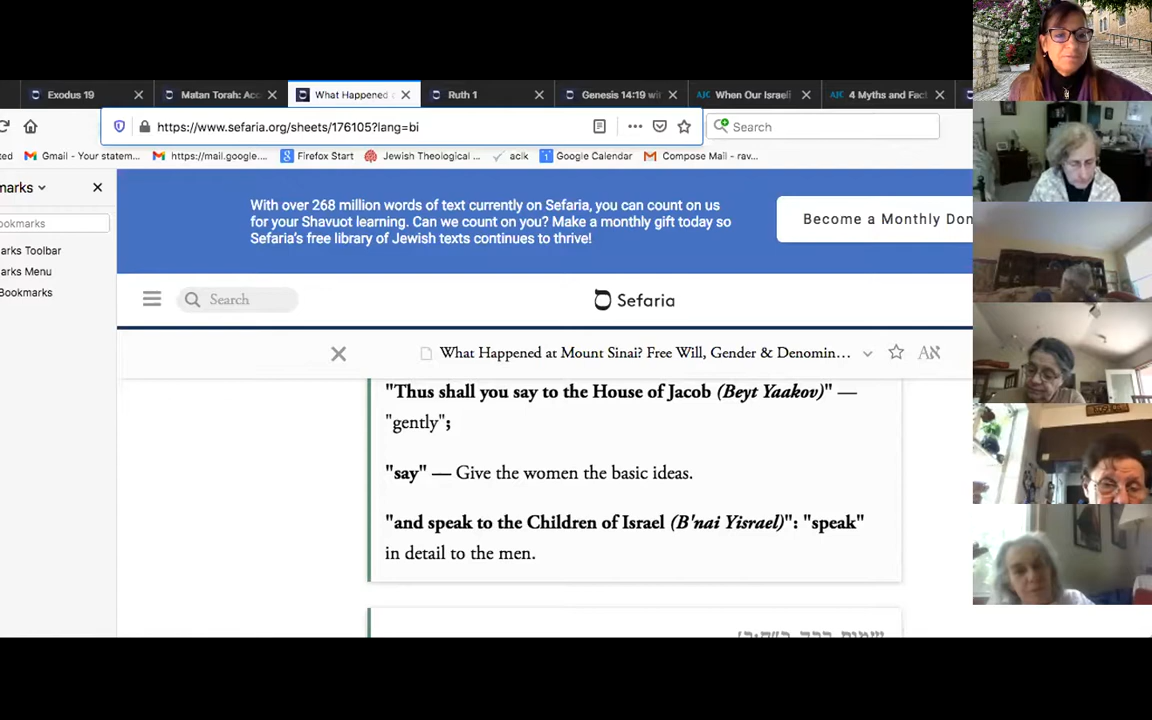 Exodus 19
Matan Torah: Acc
What Happened
Ruth 1
Genesis 14:19 wi
AJC When Our Israeli
AJC 4 Myths and Fact
https://www.sefaria.org/sheets/176105?lang=bi
Search
ted
Gmail - Your statem...
https://mail.google....
Firefox Start
Jewish Theological ...
acik
Google Calendar
Compose Mail - rav...
marks
ookmarks
arks Toolbar
arks Menu
Bookmarks
With over 268 million words of text currently on Sefaria, you can count on us
for your Shavuot learning. Can we count on you? Make a monthly gift today so
Sefaria's free library of Jewish texts continues to thrive!
Become a Monthly Don
Search
Sefaria
What Happened at Mount Sinai? Free Will, Gender & Denomin...
"Thus shall you say to the House of Jacob (Beyt Yaakov)" —
"gently";
"say" — Give the women the basic ideas.
"and speak to the Children of Israel (B'nai Yisrael)": "speak"
in detail to the men.